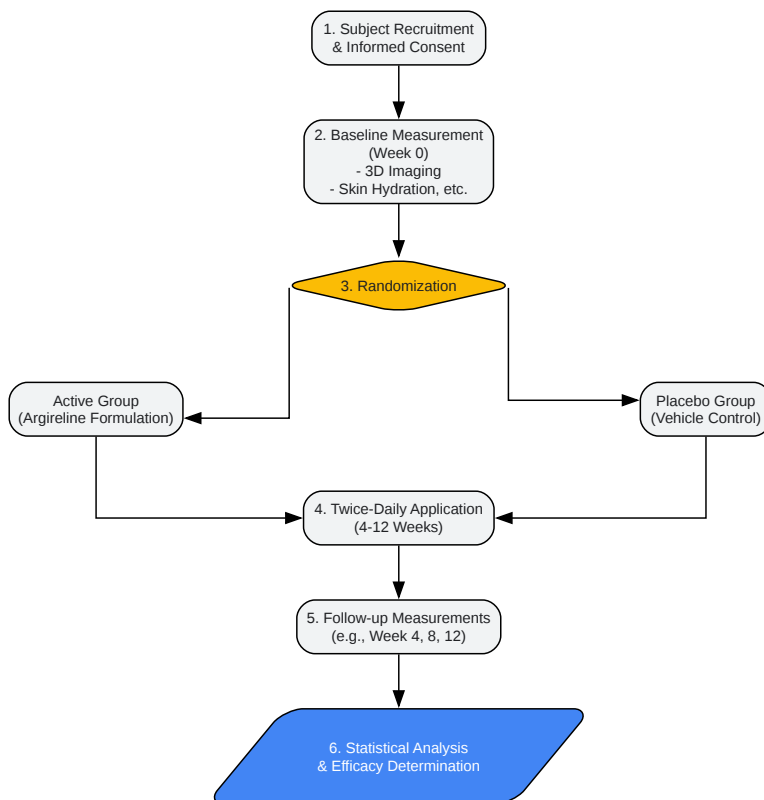 1. Subject Recruitment
& Informed Consent
2. Baseline Measurement
(Week 0)
- 3D Imaging
- Skin Hydration, etc.
3. Randomization
Active Group
(Argireline Formulation)
Placebo Group
(Vehicle Control)
4. Twice-Daily Application
(4-12 Weeks)
5. Follow-up Measurements
(e.g., Week 4, 8, 12)
6. Statistical Analysis
& Efficacy Determination